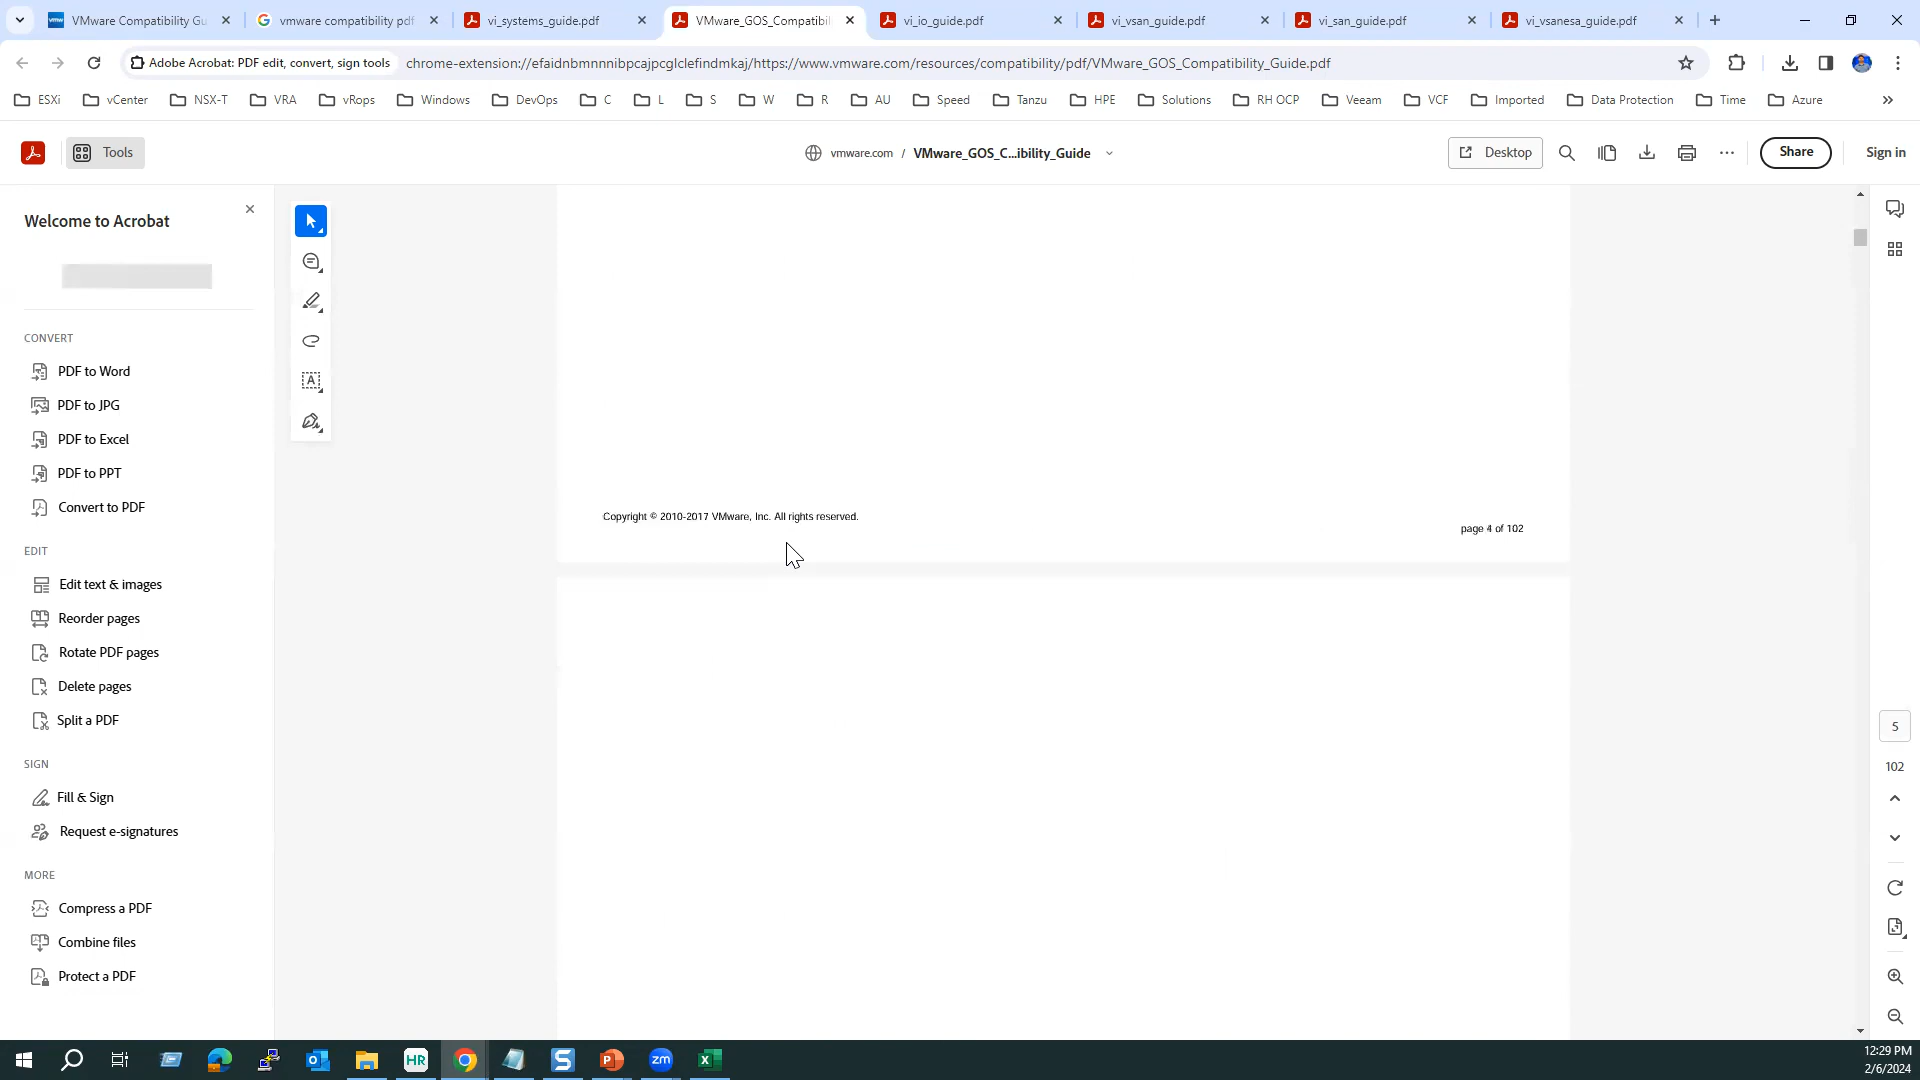 VMware Compatibility Gu
vmware compatibility pdf
vi_systems_guide.pdf
VMware_GOS_Compatibil
vi_io_guide.pdf
vi_vsan_guide.pdf
vi_san_guide.pdf
vi_vsanesa_guide.pdf
Adobe Acrobat: PDF edit, convert, sign tools
chrome-extension://efaidnbmnnnibpcajpcglclefindmkaj/https://www.vmware.com/resources/compatibility/pdf/VMware_GOS_Compatibility_Guide.pdf
ESXi vCenter NSX-T VRA vRops Windows DevOps C L S W R AU Speed Tanzu HPE Solutions RH OCP Veeam VCF Imported Data Protection Time Azure »
Tools
vmware.com / VMware_GOS_C...ibility_Guide
Desktop
Share
Sign in
Welcome to Acrobat
CONVERT
PDF to Word
PDF to JPG
PDF to Excel
PDF to PPT
Convert to PDF
EDIT
Edit text & images
Reorder pages
Rotate PDF pages
Delete pages
Split a PDF
SIGN
Fill & Sign
Request e-signatures
MORE
Compress a PDF
Combine files
Protect a PDF
Copyright © 2010-2017 VMware, Inc. All rights reserved.
page 4 of 102
5
102
12:29 PM
2/6/2024